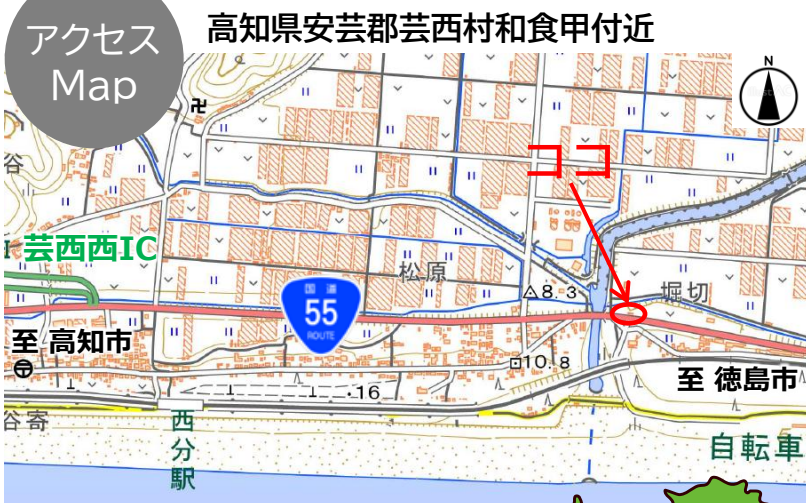 アクセス
Map
高知県安芸郡芸西村和食甲付近
N
谷
芸西西IC
国道
55
ROUTE
松原
8.3
堀切
至 高知市
10.8
至 徳島市
16
谷寄
西分駅
自転車